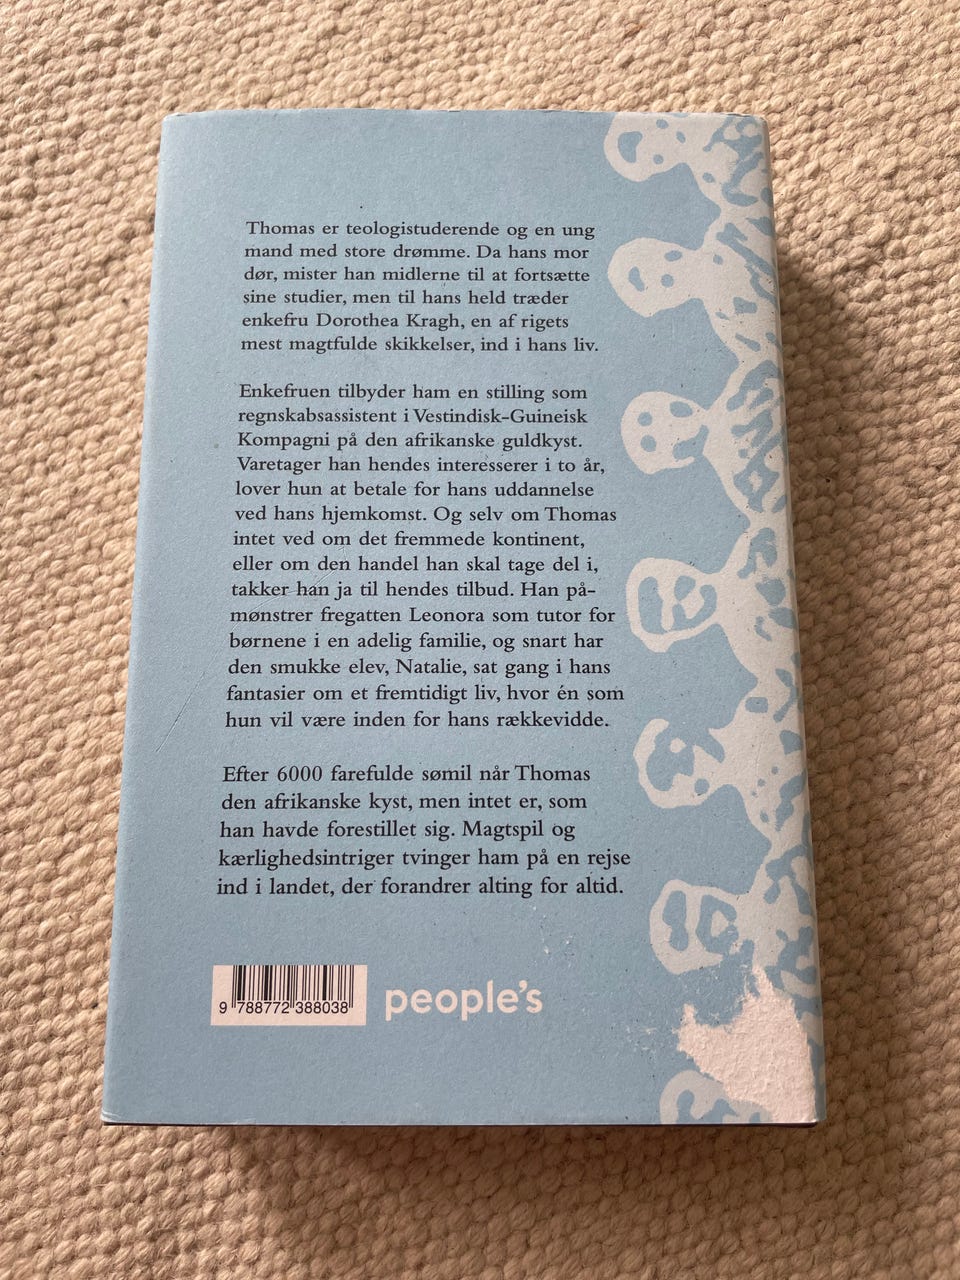 Thomas er teologistuderende og en ung
mand med store drømme. Da hans mor
dør, mister han midlerne til at fortsætte
sine studier, men til hans held træder
enkefru Dorothea Kragh, en af rigets
mest magtfulde skikkelser, ind i hans liv.
Enkefruen tilbyder ham en stilling som
regnskabsassistent i Vestindisk-Guineisk
Kompagni på den afrikanske guldkyst.
Varetager han hendes interesserer i to år,
lover hun at betale for hans uddannelse
ved hans hjemkomst. Og selv om Thomas
intet ved om det fremmede kontinent,
eller om den handel han skal tage del i,
takker han ja til hendes tilbud. Han på-
mønstrer fregatten Leonora som tutor for
børnene i en adelig familie, og snart har
den smukke elev, Natalie, sat gang i hans
fantasier om et fremtidigt liv, hvor én som
hun vil være inden for hans rækkevidde.
Efter 6000 farefulde sømil når Thomas
den afrikanske kyst, men intet er, som
han havde forestillet sig. Magtspil og
kærlighedsintriger tvinger ham på en rejse
ind i landet, der forandrer alting for altid.
9 788772 388038
people's